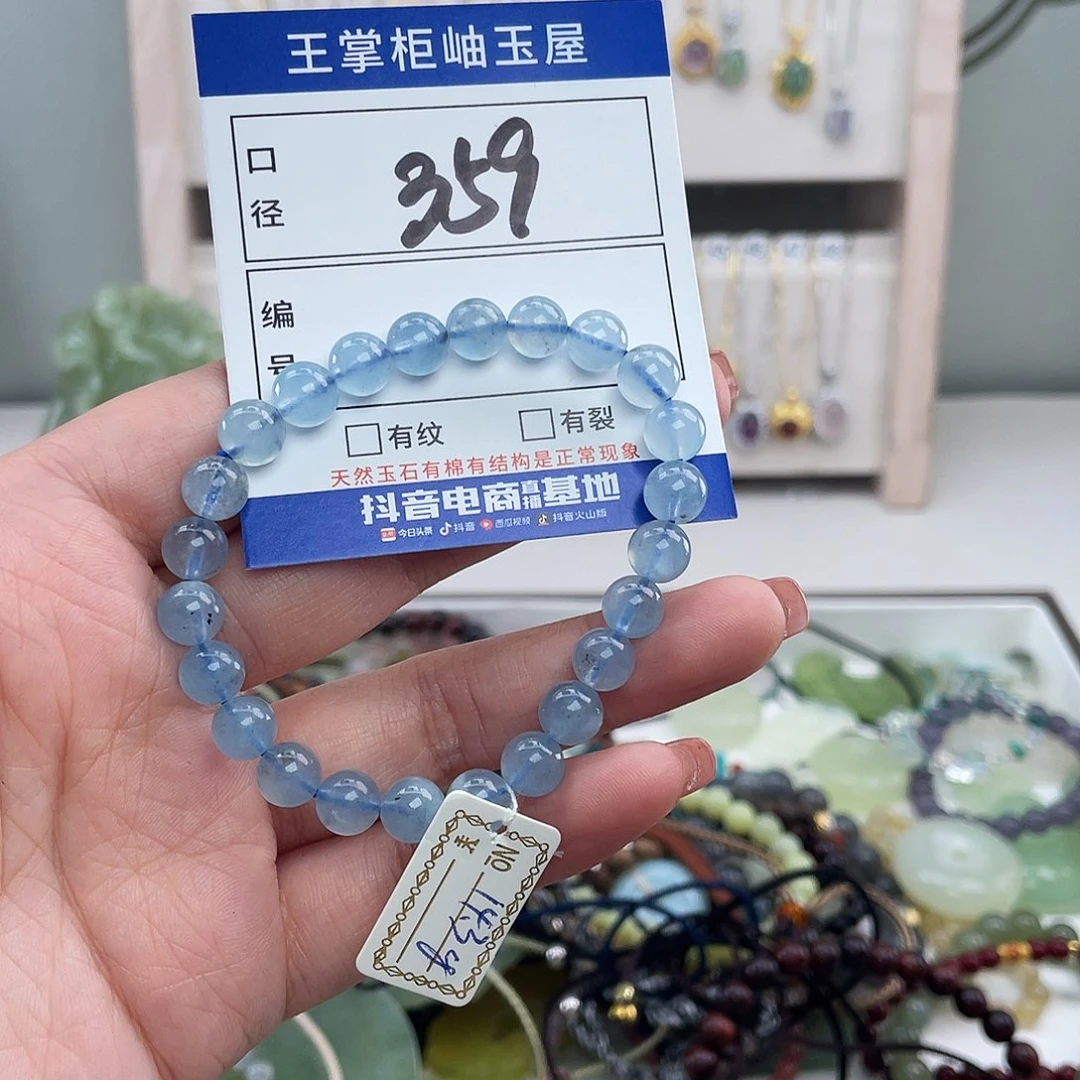 王掌柜岫玉屋
口径
359
编号
有纹
有裂
天然玉石有棉有结构是正常现象
抖音电商直播基地
今日头条 抖音 西瓜视频 抖音火山版
NO 143g